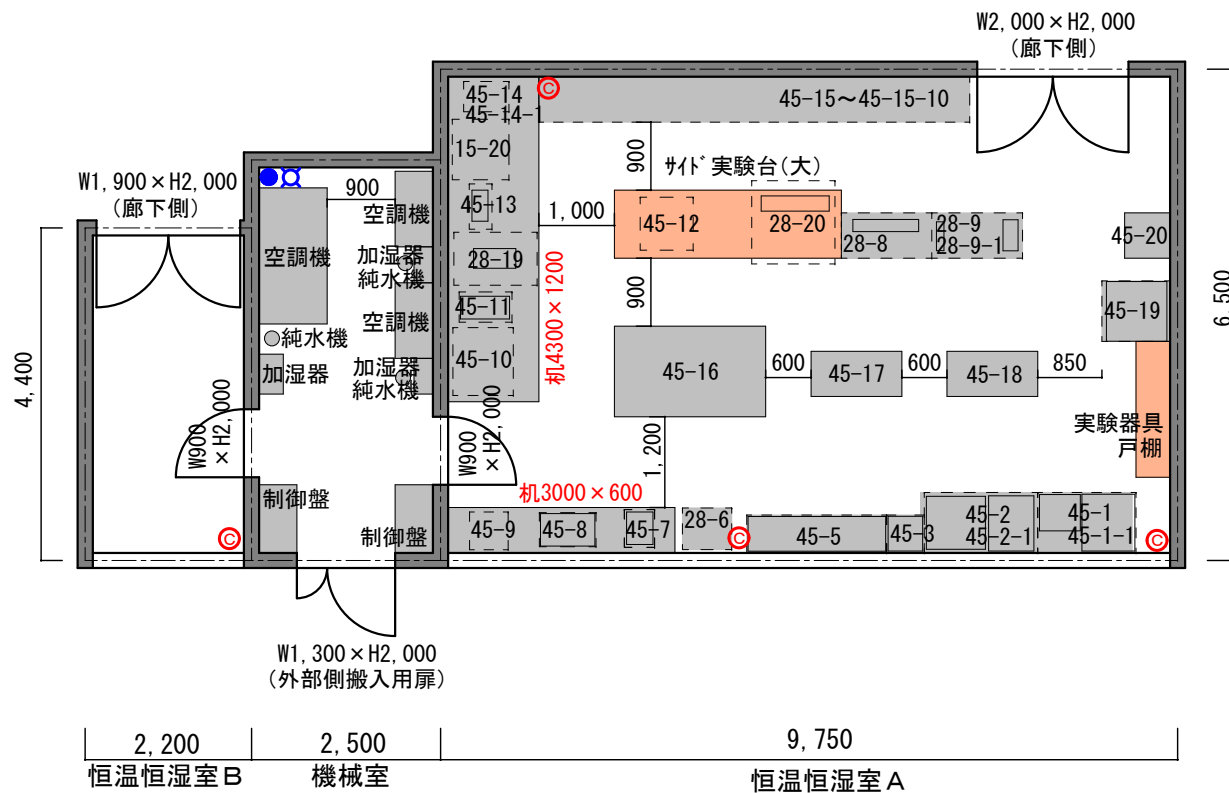 W2,000×H2,000
(廊下側)
45-14
45-14-1
45-15～45-15-10
15-20
900
ｻｲﾄﾞ実験台(大)
W1,900×H2,000
(廊下側)
900
空調機
45-13
1,000
45-12
28-20
28-8
28-9
28-9-1
45-20
空調機
加湿器
純水機
28-19
机4300×1200
900
6,500
45-11
45-19
純水機
空調機
45-10
4,400
加湿器
加湿器
純水機
45-16
600
45-17
600
45-18
850
W900
×H2,000
W900
×H2,000
1,200
実験器具
戸棚
制御盤
机3000×600
制御盤
45-9
45-8
45-7
28-6
45-5
45-3
45-2
45-2-1
45-1
45-1-1
©
©
©
©
W1,300×H2,000
(外部側搬入用扉)
2,200
2,500
9,750
恒温恒湿室B
機械室
恒温恒湿室A